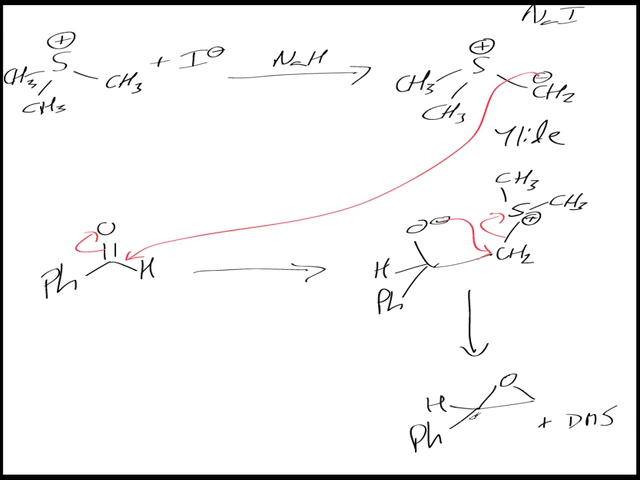 NaI
CH₃ S⊕ CH₃ + I⊖ NaH CH₃ S⊕ ⊖CH₂
CH₃ CH₃
Ylide
CH₃
O O⊖ S⊕ CH₃
Ph H H CH₂
Ph
O
H
Ph + DMS